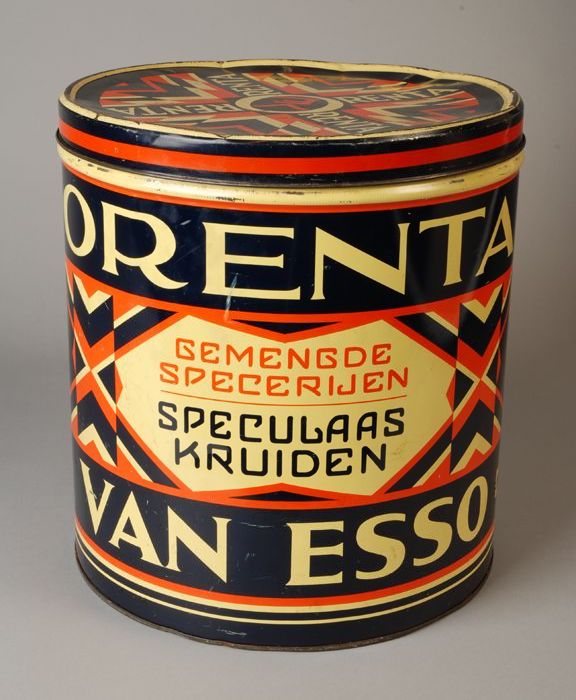 ORENTA
GEMENGDE
SPECERIJEN
SPECULAAS
KRUIDEN
VAN ESSO